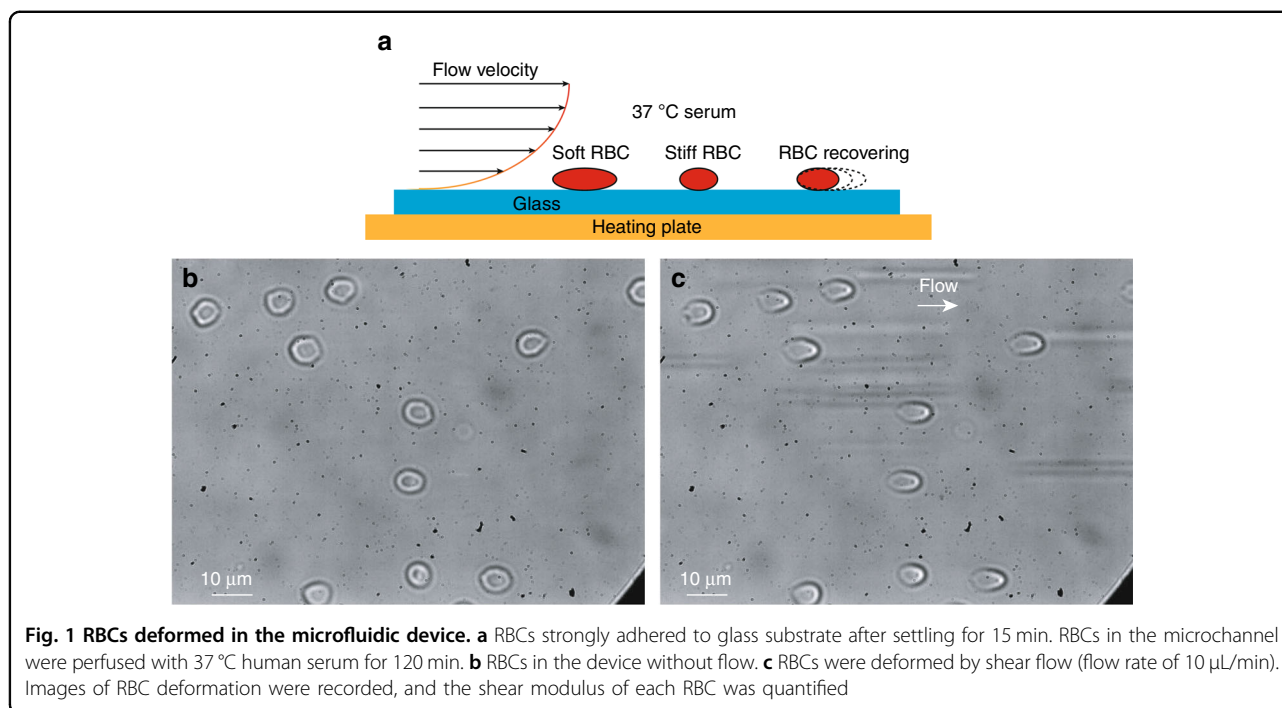 a
Flow velocity
37 °C serum
Soft RBC Stiff RBC RBC recovering
Glass
Heating plate
b c
Flow
10 μm 10 μm
Fig. 1 RBCs deformed in the microfluidic device. a RBCs strongly adhered to glass substrate after settling for 15 min. RBCs in the microchannel
were perfused with 37 °C human serum for 120 min. b RBCs in the device without flow. c RBCs were deformed by shear flow (flow rate of 10 μL/min).
Images of RBC deformation were recorded, and the shear modulus of each RBC was quantified